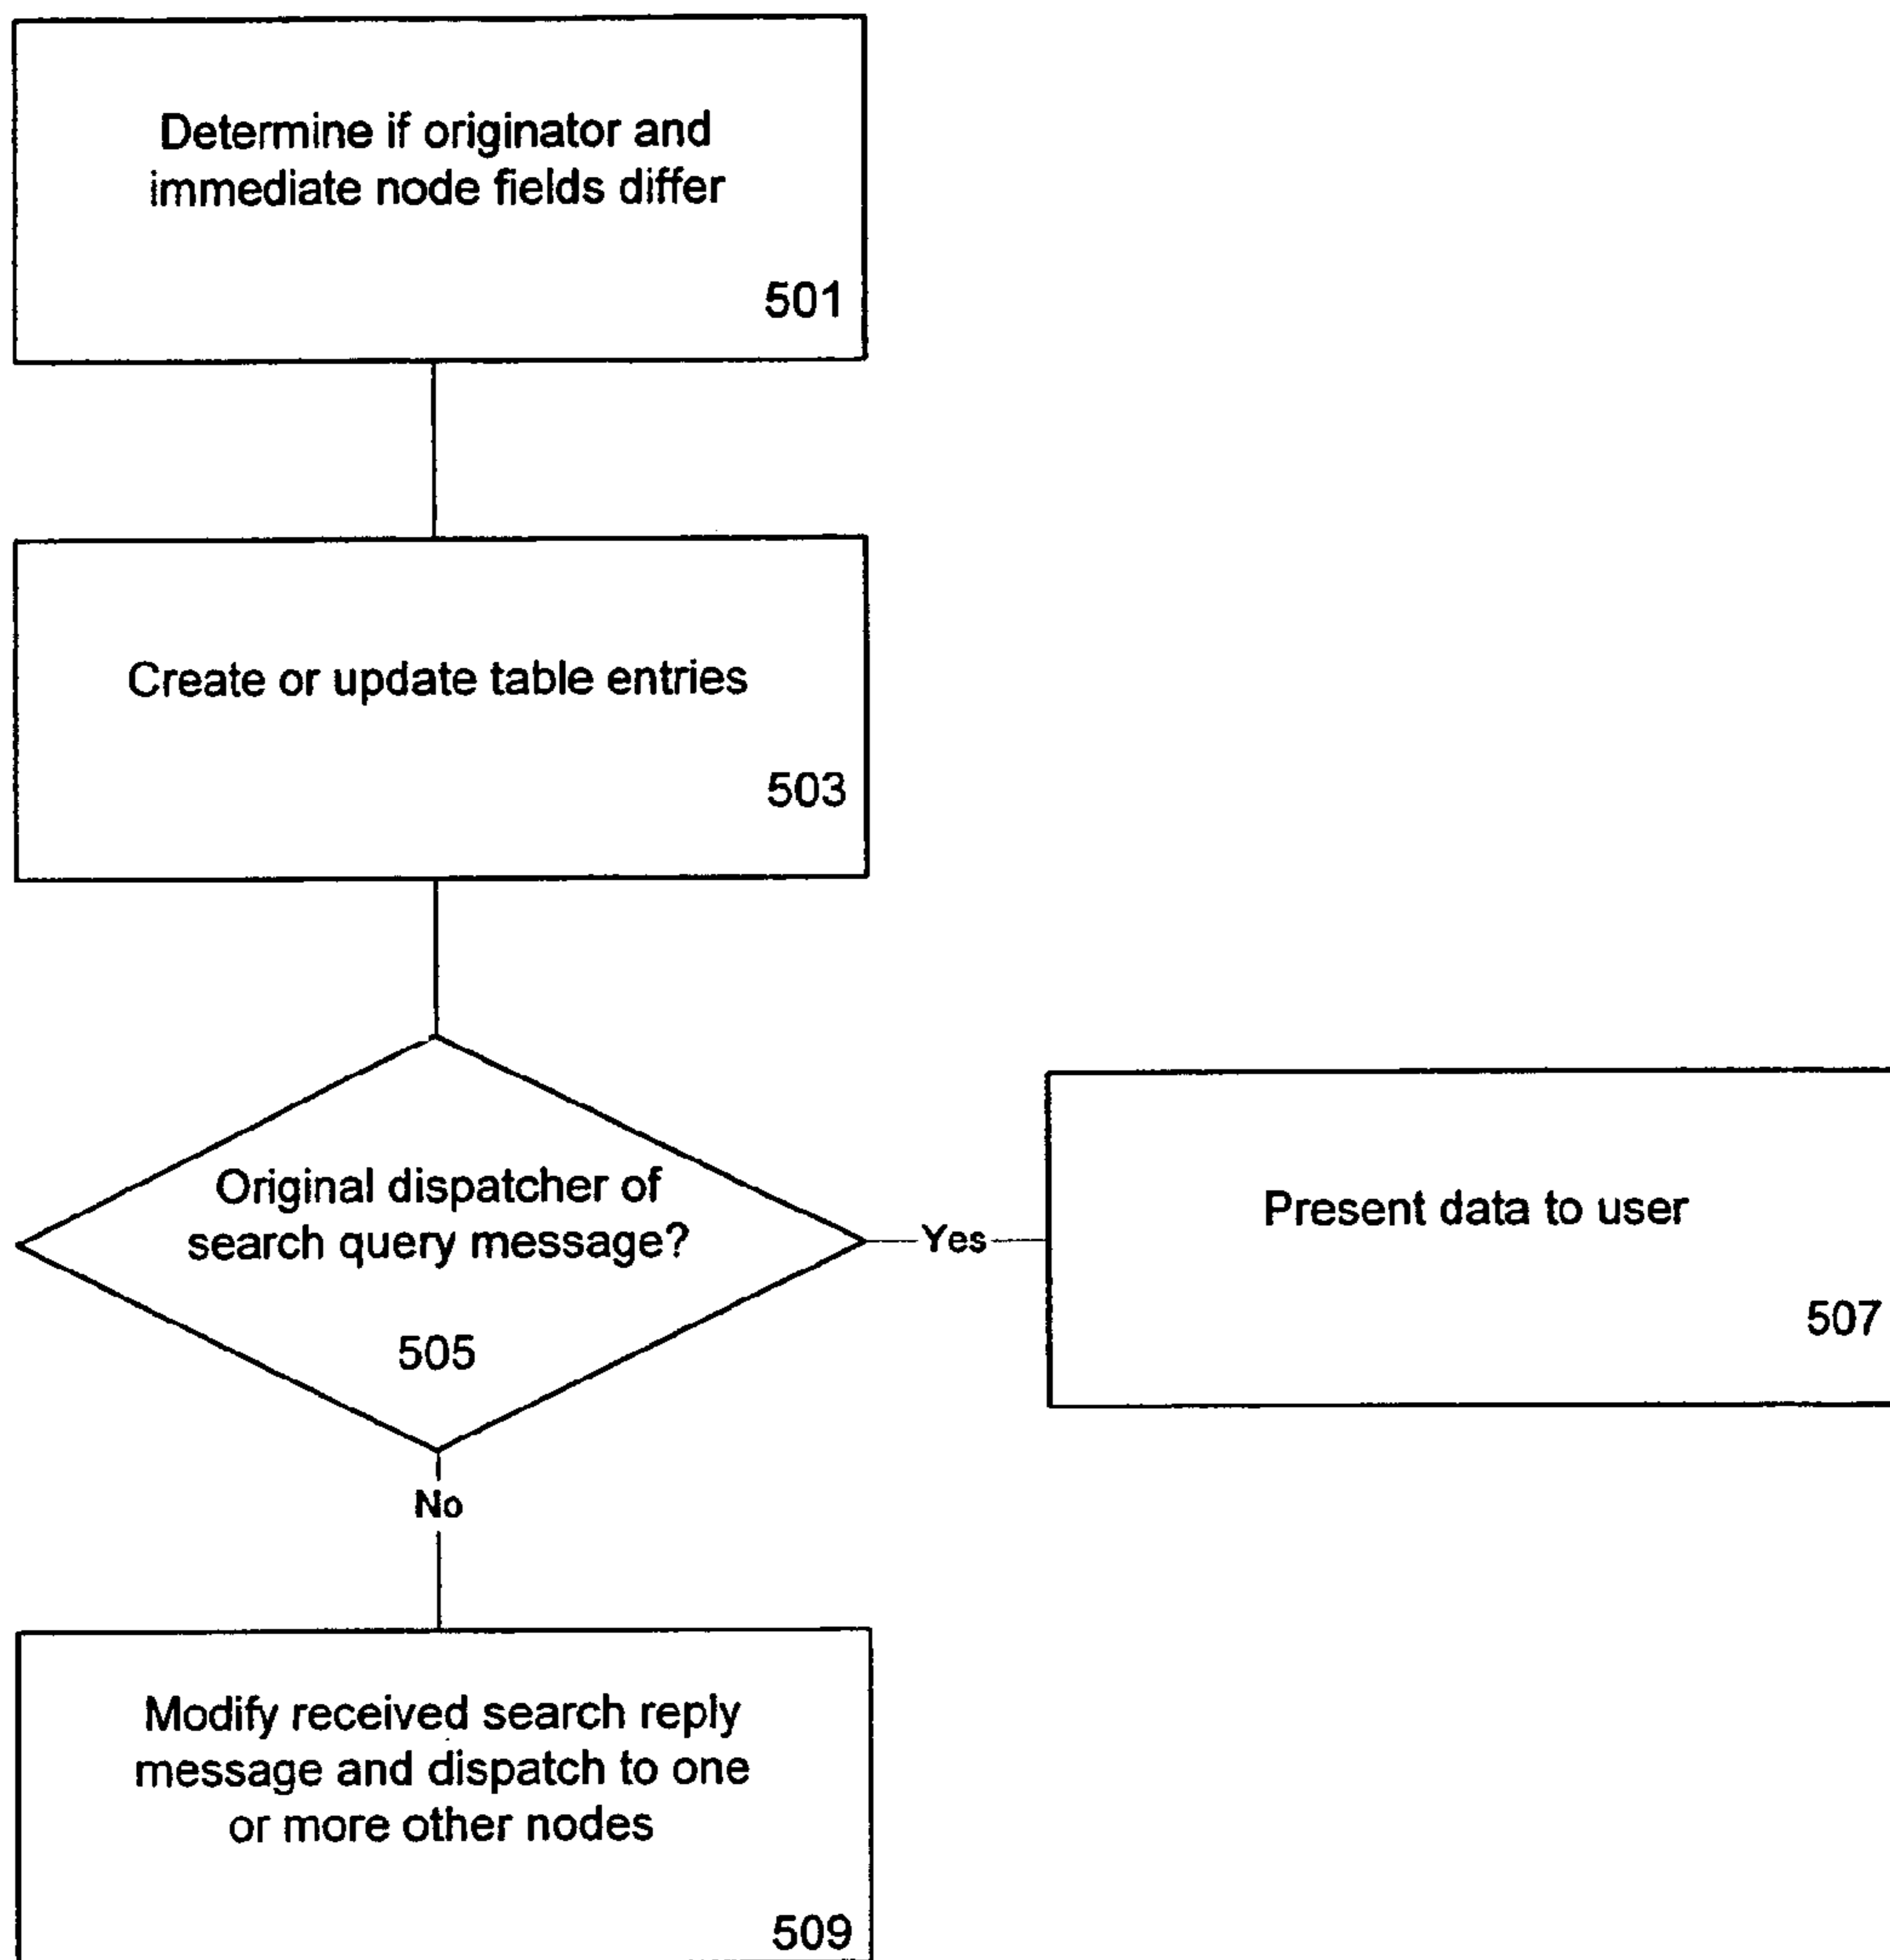 Determine if originator and
immediate node fields differ
501
Create or update table entries
503
Original dispatcher of
search query message?
505
Yes
Present data to user
507
No
Modify received search reply
message and dispatch to one
or more other nodes
509